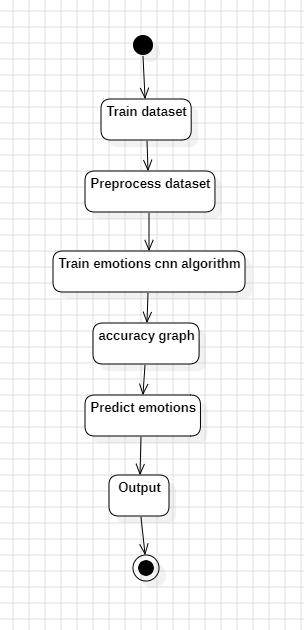 Train dataset
Preprocess dataset
Train emotions cnn algorithm
accuracy graph
Predict emotions
Output